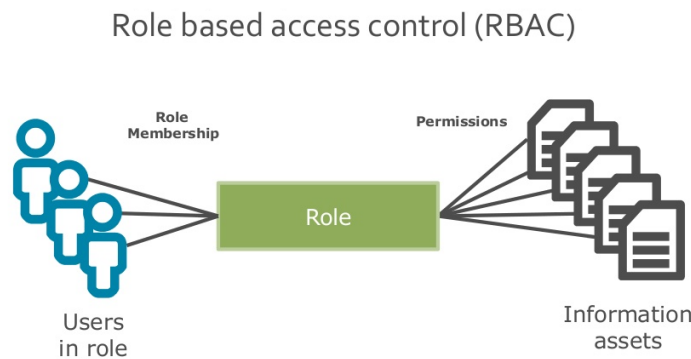 Role based access control (RBAC)
Role
Membership
Permissions
Role
Users
in role
Information
assets